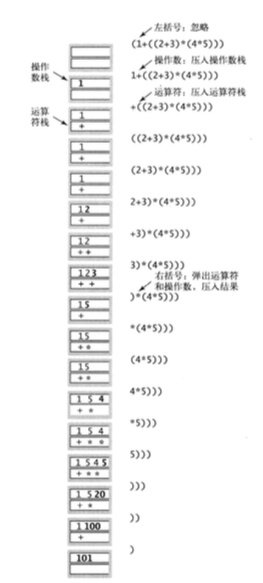 左括号：忽略
(1+((2+3)*(4*5)))
操作数：压入操作数栈
操作
数栈
1
1+((2+3)*(4*5)))
运算符：压入运算符栈
运算
符栈
1
+
+((2+3)*(4*5)))
1
+
((2+3)*(4*5)))
1
+
(2+3)*(4*5)))
1 2
+
2+3)*(4*5)))
1 2
+ +
+3)*(4*5)))
1 2 3
+ +
3)*(4*5)))
右括号：弹出运算符
和操作数，压入结果
1 5
+
)*(4*5)))
1 5
+ *
*(4*5)))
1 5
+ *
(4*5)))
1 5 4
+ *
4*5)))
1 5 4
+ * *
*5)))
1 5 4 5
+ * *
5)))
1 5 20
+ *
)))
1 100
+
))
101
)